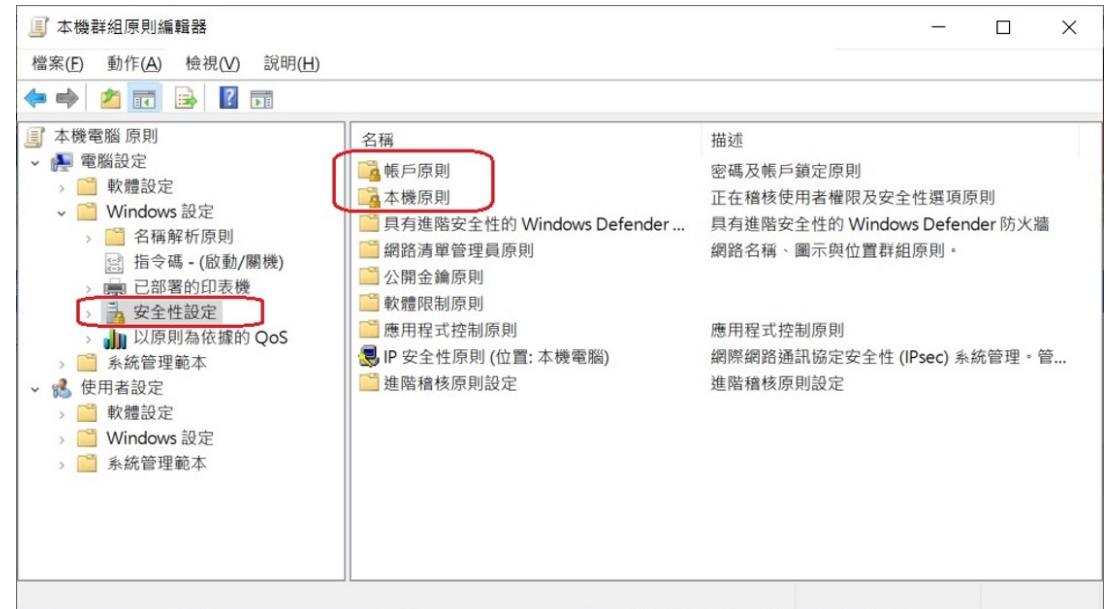 本機群組原則編輯器
檔案(F) 動作(A) 檢視(V) 說明(H)
本機電腦 原則
電腦設定
軟體設定
Windows 設定
名稱解析原則
指令碼 - (啟動/關機)
已部署的印表機
安全性設定
以原則為依據的 QoS
系統管理範本
使用者設定
軟體設定
Windows 設定
系統管理範本
名稱 描述
帳戶原則 密碼及帳戶鎖定原則
本機原則 正在稽核使用者權限及安全性選項原則
具有進階安全性的 Windows Defender ... 具有進階安全性的 Windows Defender 防火牆
網路清單管理員原則 網路名稱、圖示與位置群組原則。
公開金鑰原則
軟體限制原則
應用程式控制原則 應用程式控制原則
IP 安全性原則 (位置: 本機電腦) 網際網路通訊協定安全性 (IPsec) 系統管理。管...
進階稽核原則設定 進階稽核原則設定